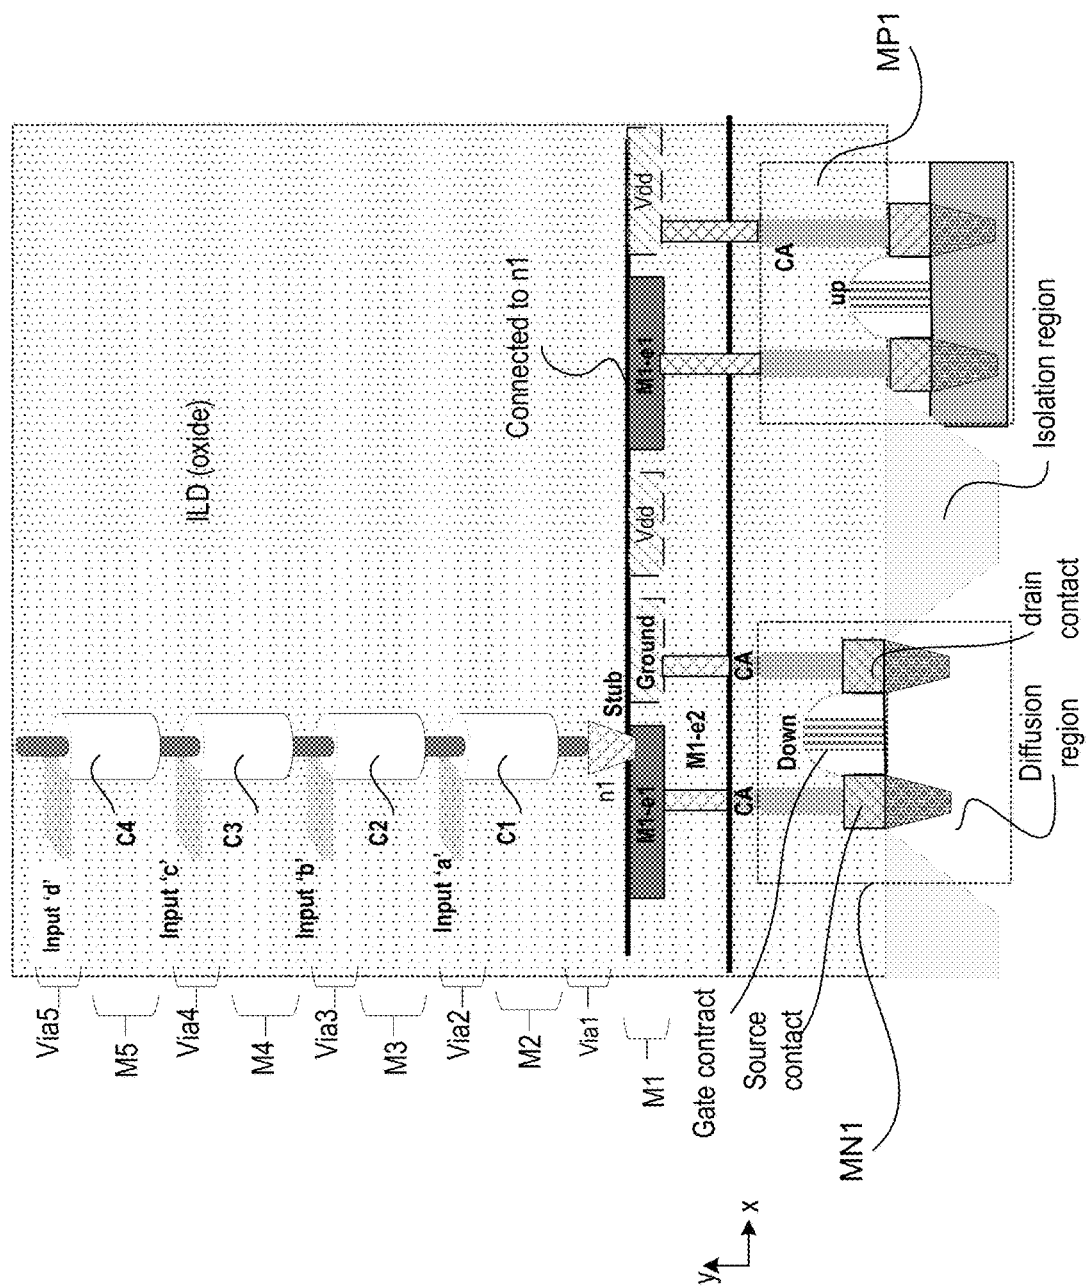 MP1
ILD (oxide)
Connected to n1
Isolation region
Vdd
M1-e1
CA
up
Vdd
Ground
Stub
n1
M1-e1
M1-e2
CA
CA
Down
drain
contact
Diffusion
region
C4
C3
C2
C1
Input 'd'
Input 'c'
Input 'b'
Input 'a'
Via5
M5
Via4
M4
Via3
M3
Via2
M2
Via1
M1
Gate contract
Source
contact
MN1
y
x